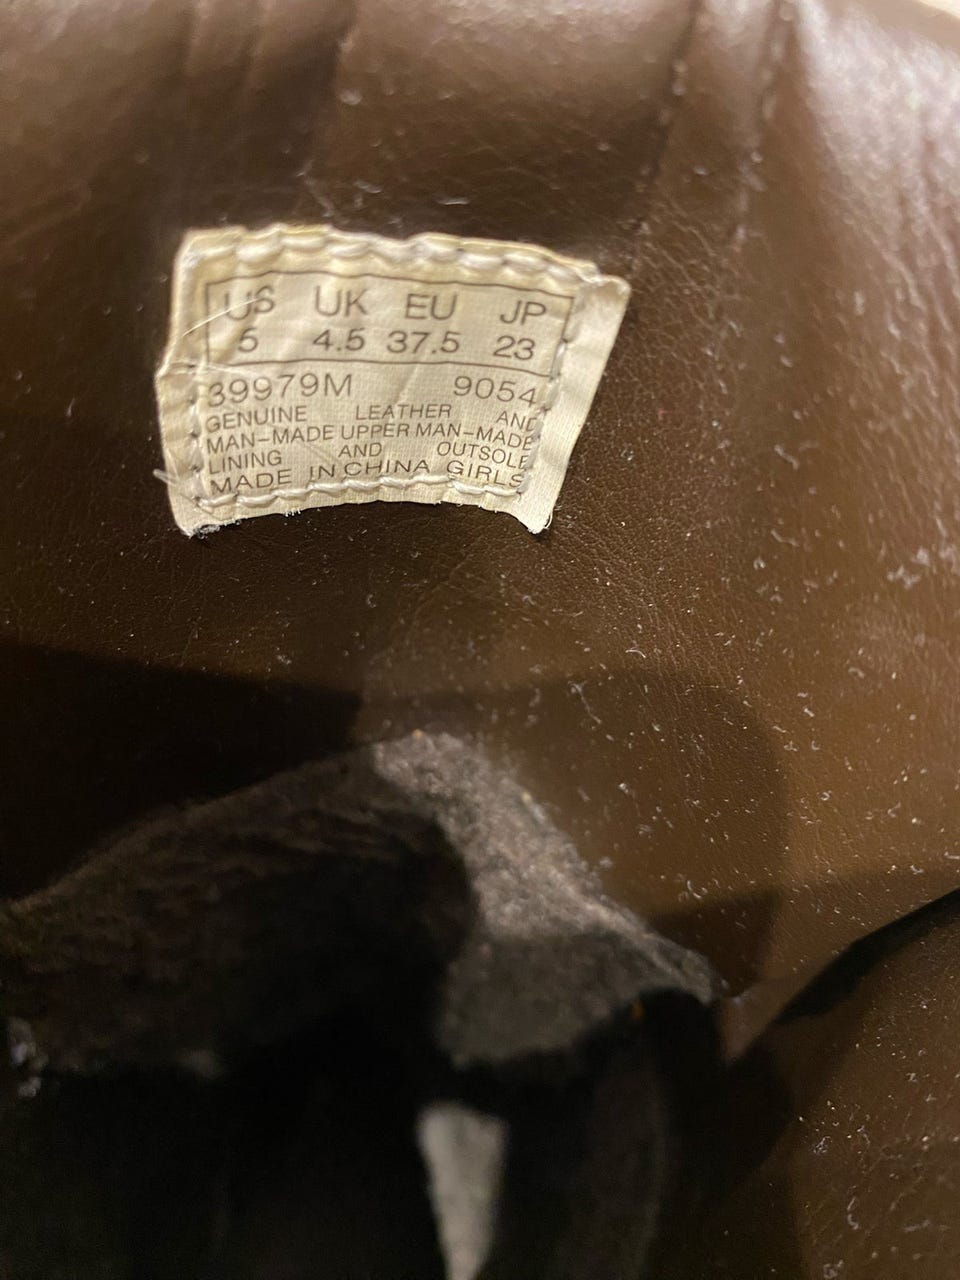 US UK EU JP
5 4.5 37.5 23
39979M 9054
GENUINE LEATHER AND
MAN-MADE UPPER MAN-MADE
LINING AND OUTSOLE
MADE IN CHINA GIRLS